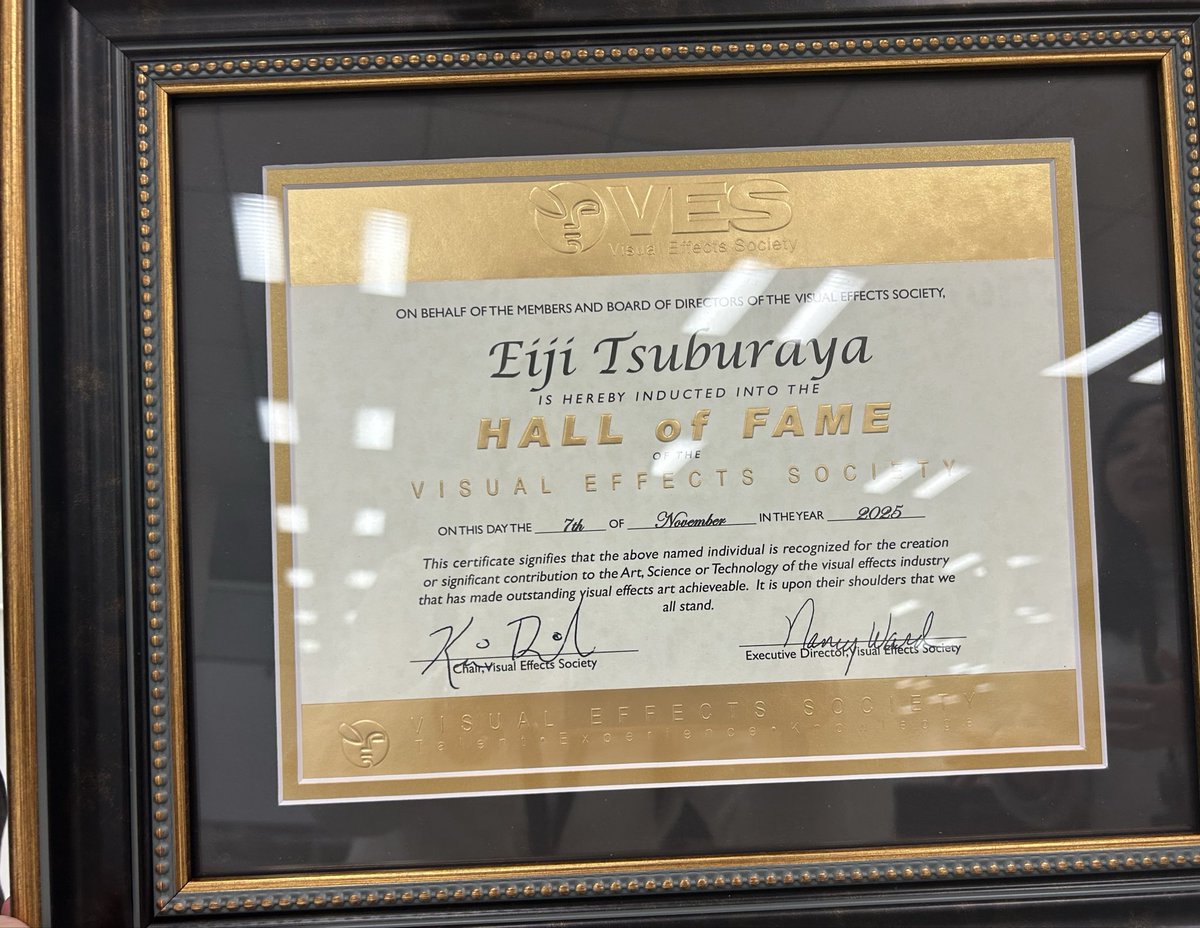 VES
Visual Effects Society
ON BEHALF OF THE MEMBERS AND BOARD OF DIRECTORS OF THE VISUAL EFFECTS SOCIETY,
Eiji Tsuburaya
IS HEREBY INDUCTED INTO THE
HALL of FAME
OF THE
VISUAL EFFECTS SOCIETY
ON THIS DAY THE 7th OF November IN THE YEAR 2025
This certificate signifies that the above named individual is recognized for the creation
or significant contribution to the Art, Science or Technology of the visual effects industry
that has made outstanding visual effects art achieveable. It is upon their shoulders that we
all stand.
Nancy Ward
Chair, Visual Effects Society
Executive Director, Visual Effects Society
VISUAL EFFECTS SOCIETY
Talent•Experience•Knowledge